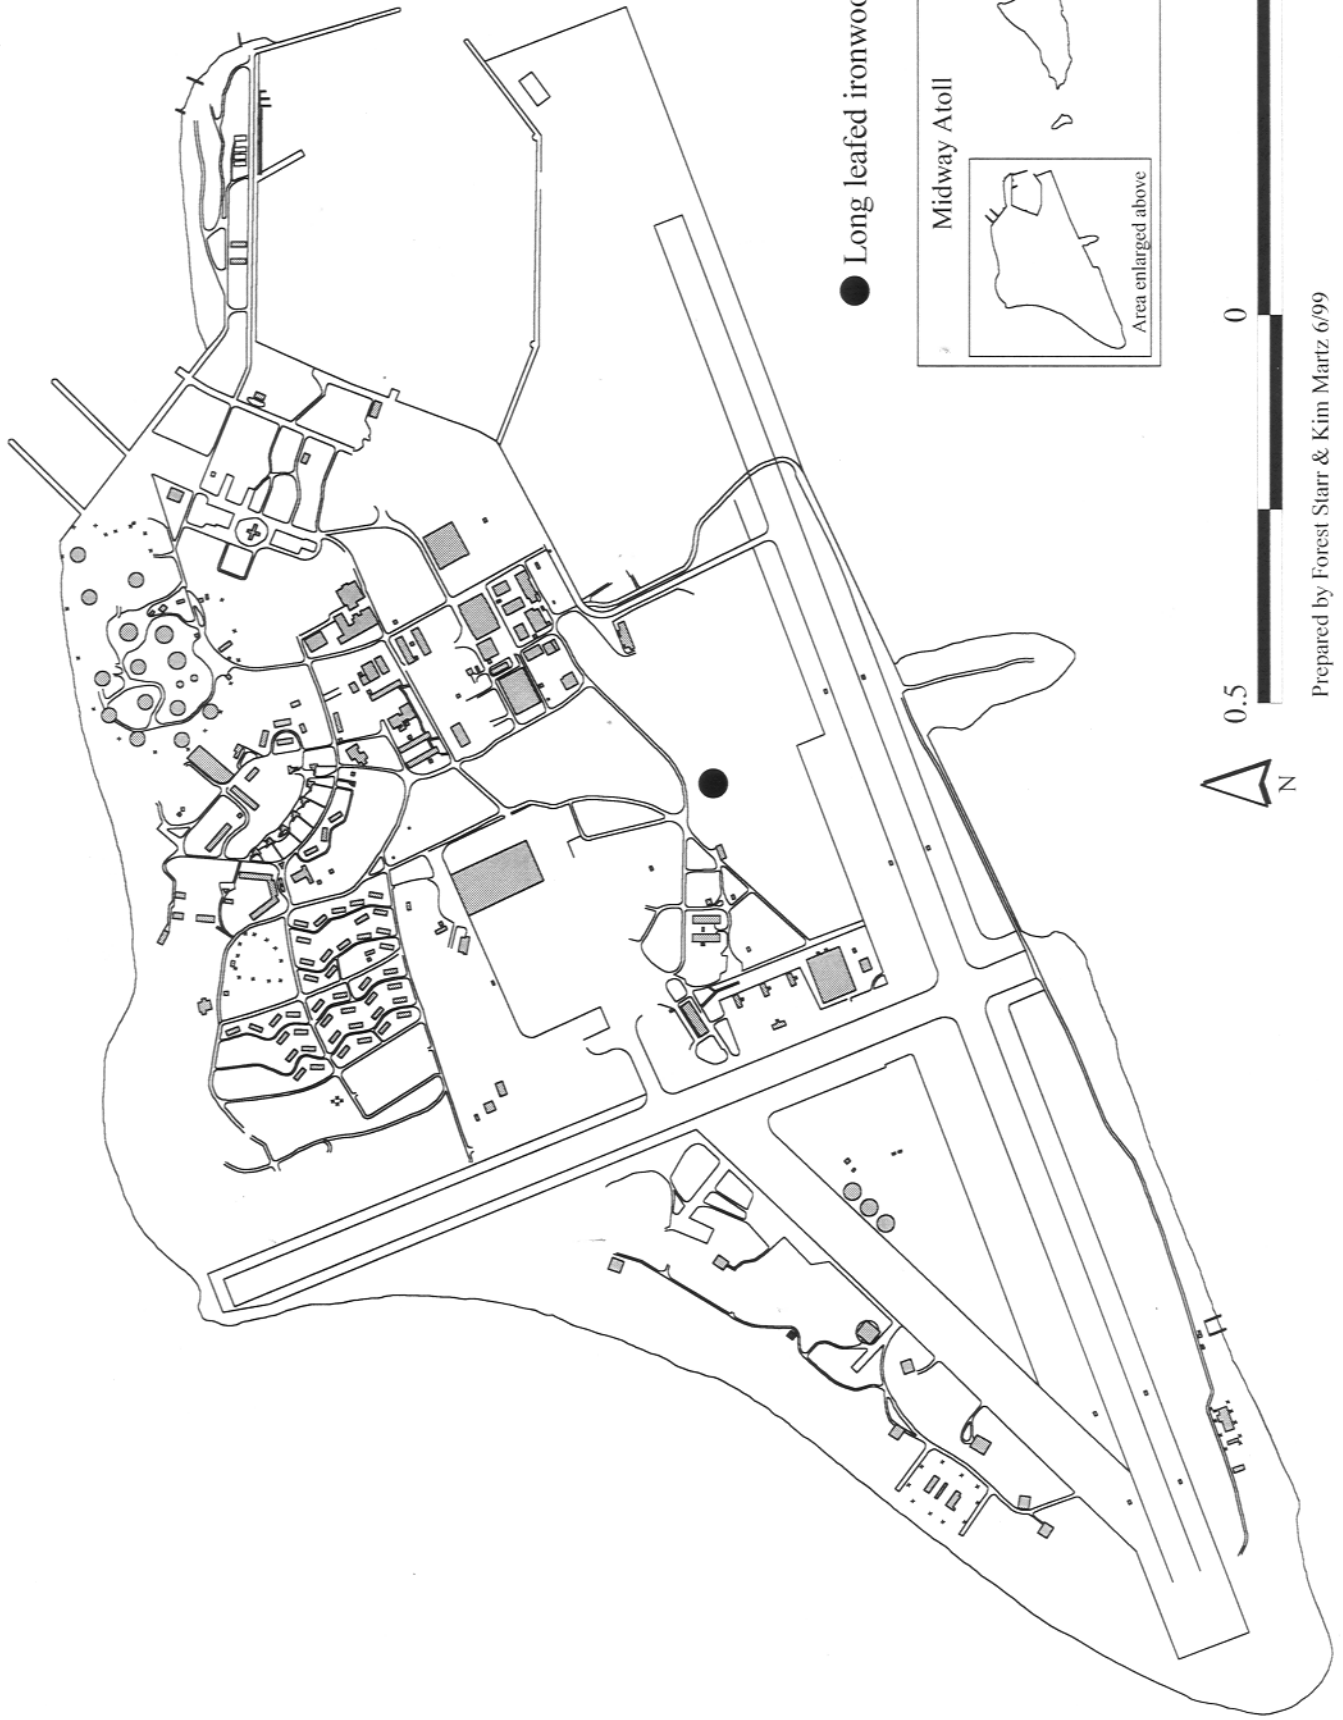 Long leafed ironwoo
Midway Atoll
Area enlarged above
0.5
0
N
Prepared by Forest Starr & Kim Martz 6/99